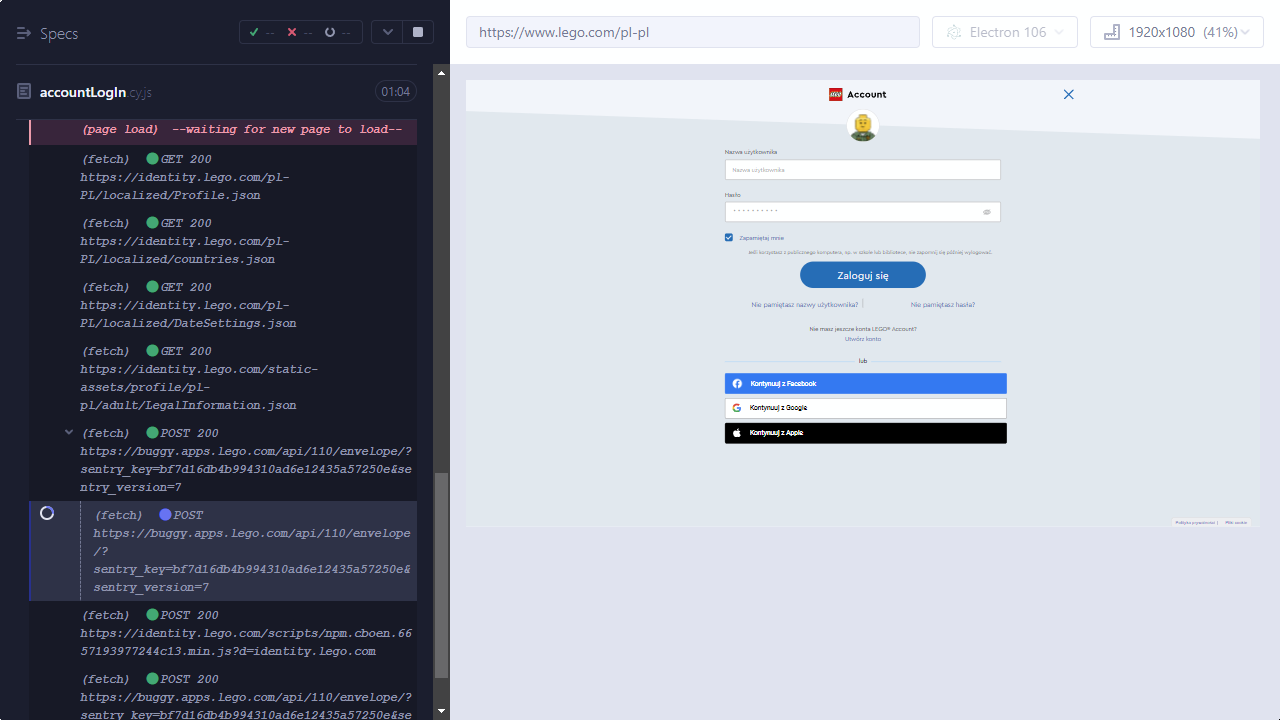 Specs
--
--
--
https://www.lego.com/pl-pl
Electron 106
1920x1080 (41%)
accountLogIn.cy.js
01:04
(page load) --waiting for new page to load--
(fetch) GET 200
https://identity.lego.com/pl-
PL/localized/Profile.json
(fetch) GET 200
https://identity.lego.com/pl-
PL/localized/countries.json
(fetch) GET 200
https://identity.lego.com/pl-
PL/localized/DateSettings.json
(fetch) GET 200
https://identity.lego.com/static-
assets/profile/pl-
pl/adult/LegalInformation.json
(fetch) POST 200
https://buggy.apps.lego.com/api/110/envelope/?
sentry_key=bf7d16db4b994310ad6e12435a57250e&se
ntry_version=7
(fetch) POST
https://buggy.apps.lego.com/api/110/envelope
/?
sentry_key=bf7d16db4b994310ad6e12435a57250e&
sentry_version=7
(fetch) POST 200
https://identity.lego.com/scripts/npm.cboen.66
57193977244c13.min.js?d=identity.lego.com
(fetch) POST 200
https://buggy.apps.lego.com/api/110/envelope/?
sentry_key=bf7d16db4b994310ad6e12435a57250e&se
LEGO Account
Nazwa użytkownika
Nazwa użytkownika
Hasło
Zapamiętaj mnie
Jeśli korzystasz z publicznego komputera, np. w szkole lub bibliotece, nie zapomnij się później wylogować.
Zaloguj się
Nie pamiętasz nazwy użytkownika?
Nie pamiętasz hasła?
Nie masz jeszcze konta LEGO® Account?
Utwórz konto
lub
Kontynuuj z Facebook
Kontynuuj z Google
Kontynuuj z Apple
Polityka prywatności |
Pliki cookie